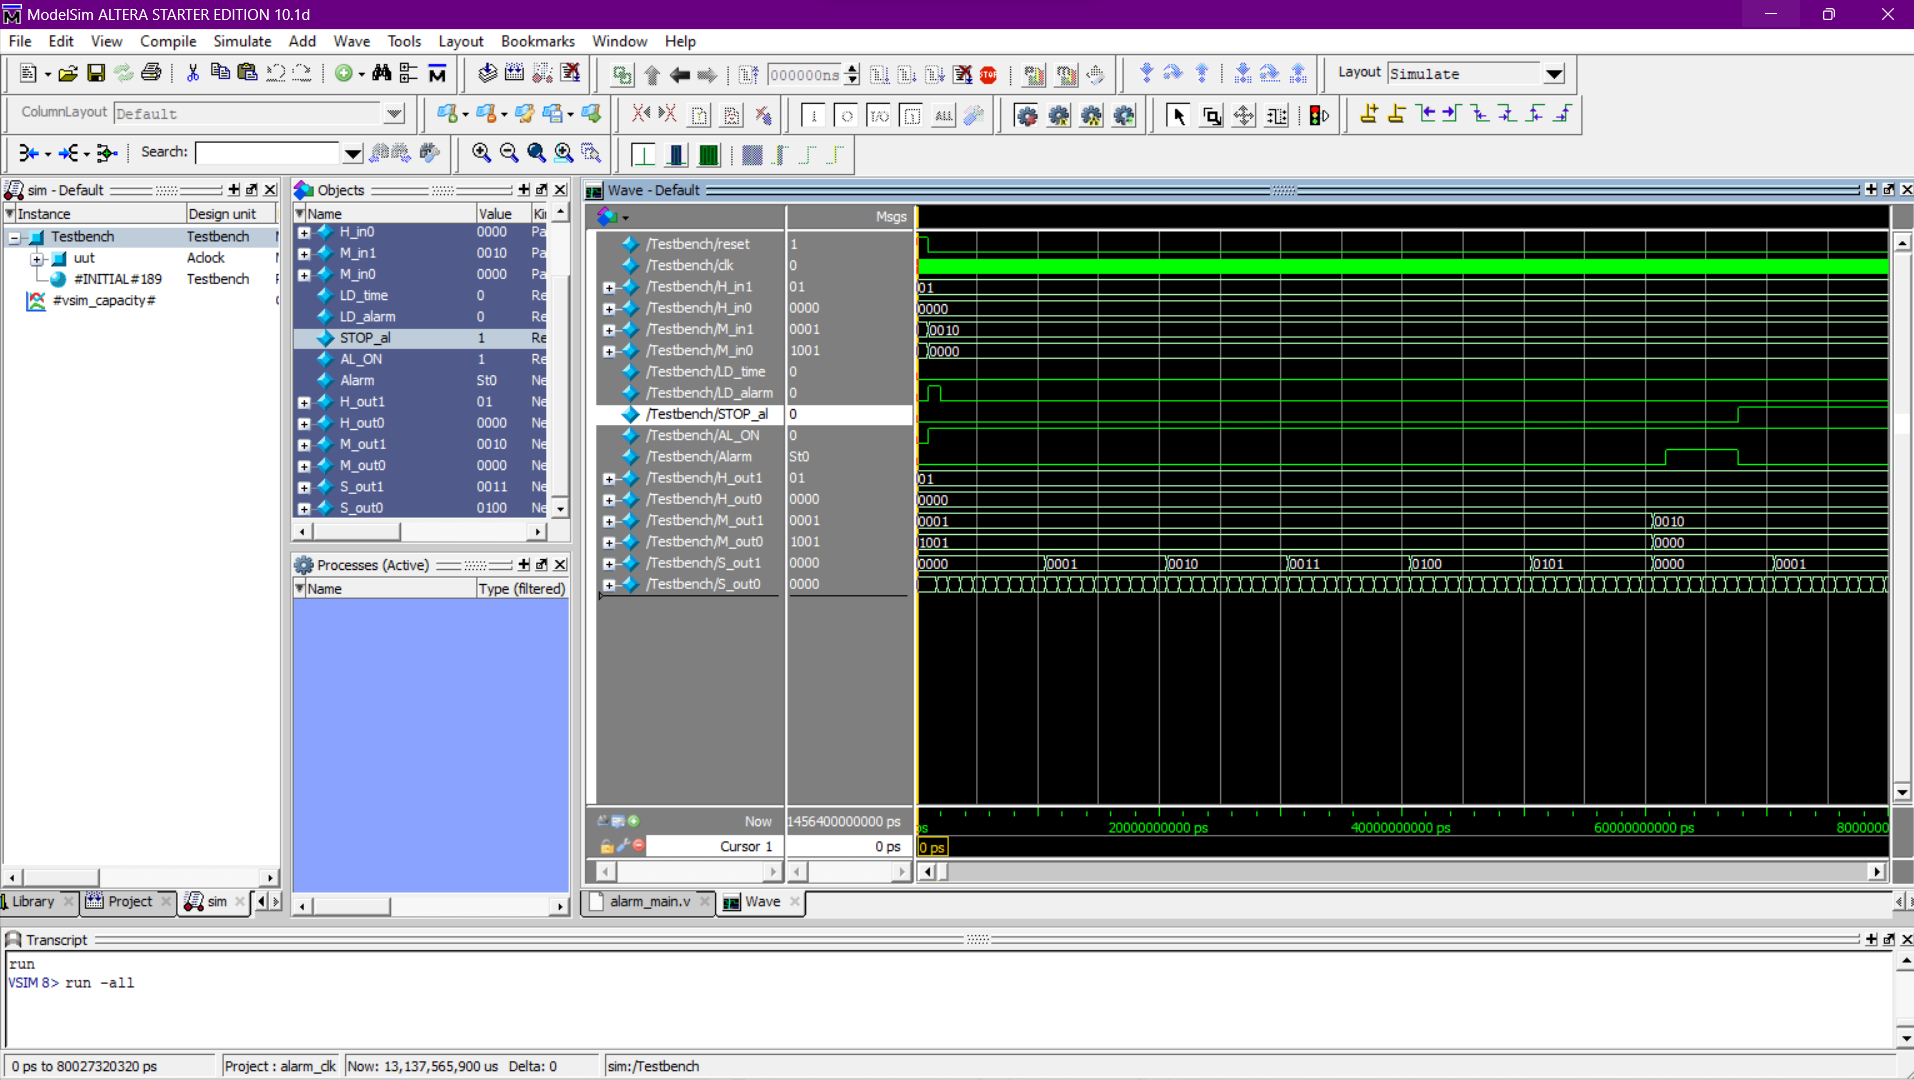 ModelSim ALTERA STARTER EDITION 10.1d
File Edit View Compile Simulate Add Wave Tools Layout Bookmarks Window Help
000000ns
STOP
Layout Simulate
ColumnLayout Default
ALL
Search:
sim - Default
Instance Design unit
Testbench Testbench
uut Aclock
#INITIAL#189 Testbench
#vsim_capacity#
Library Project sim
Objects
Name Value Kir
H_in0 0000 Pa
M_in1 0010 Pa
M_in0 0000 Pa
LD_time 0 Re
LD_alarm 0 Re
STOP_al 1 Re
AL_ON 1 Re
Alarm St0 Ne
H_out1 01 Ne
H_out0 0000 Ne
M_out1 0010 Ne
M_out0 0000 Ne
S_out1 0011 Ne
S_out0 0100 Ne
Processes (Active)
Name Type (filtered)
Wave - Default
Msgs
/Testbench/reset 1
/Testbench/clk 0
/Testbench/H_in1 01 01
/Testbench/H_in0 0000 0000
/Testbench/M_in1 0001 0010
/Testbench/M_in0 1001 0000
/Testbench/LD_time 0
/Testbench/LD_alarm 0
/Testbench/STOP_al 0
/Testbench/AL_ON 0
/Testbench/Alarm St0
/Testbench/H_out1 01 01
/Testbench/H_out0 0000 0000
/Testbench/M_out1 0001 0001 0010
/Testbench/M_out0 1001 1001 0000
/Testbench/S_out1 0000 0000 0001 0010 0011 0100 0101 0000 0001
/Testbench/S_out0 0000
Now 1456400000000 ps ps 20000000000 ps 40000000000 ps 60000000000 ps 8000000
Cursor 1 0 ps 0 ps
alarm_main.v Wave
Transcript
run
VSIM 8> run -all
0 ps to 80027320320 ps Project : alarm_clk Now: 13,137,565,900 us Delta: 0 sim:/Testbench